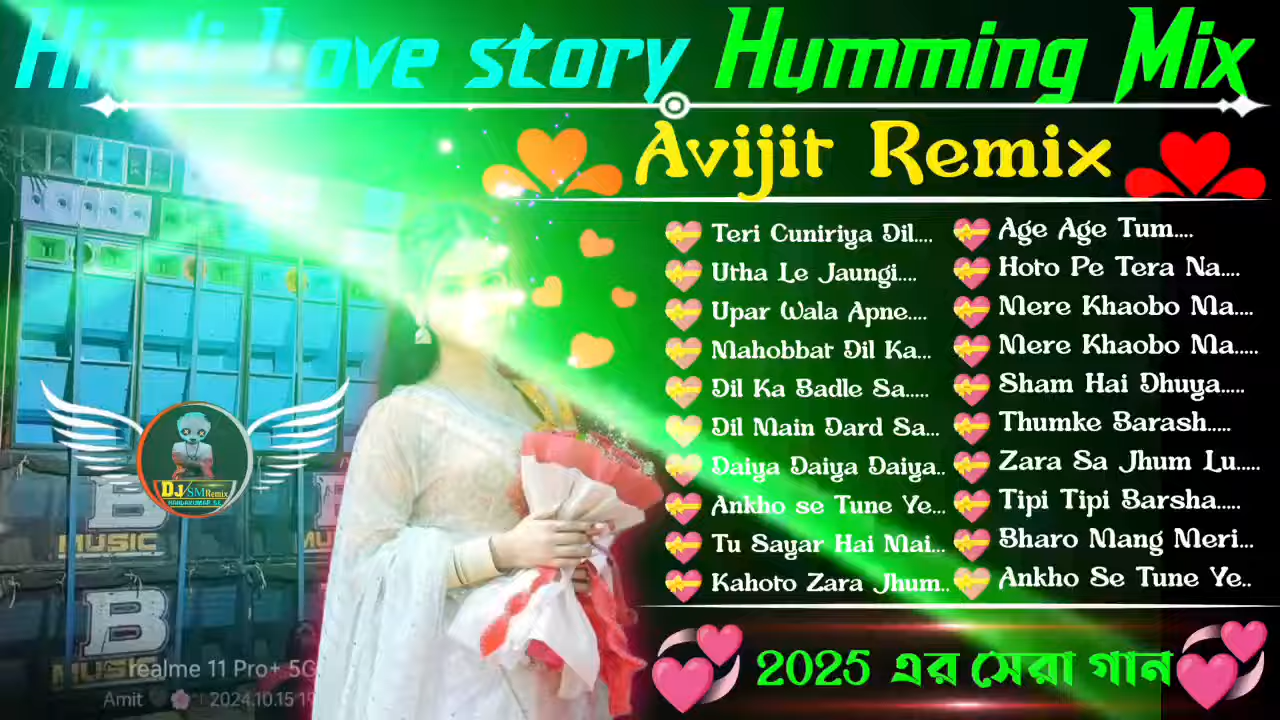 Hindi Love story Humming Mix
Avijit Remix
Teri Cuniriya Dil....
Utha Le Jaungi....
Upar Wala Apne....
Mahobbat Dil Ka...
Dil Ka Badle Sa.....
Dil Main Dard Sa...
Daiya Daiya Daiya..
Ankho se Tune Ye...
Tu Sayar Hai Mai...
Kahoto Zara Jhum..
Age Age Tum....
Hoto Pe Tera Na....
Mere Khaobo Ma....
Mere Khaobo Ma.....
Sham Hai Dhuya.....
Thumke Barash.....
Zara Sa Jhum Lu.....
Tipi Tipi Barsha.....
Bharo Mang Meri...
Ankho Se Tune Ye..
2025 এর সেরা গান
DJ SM Remix
B
MUSIC
B
MUSIC
realme 11 Pro+ 5G
Amit
2024.10.15